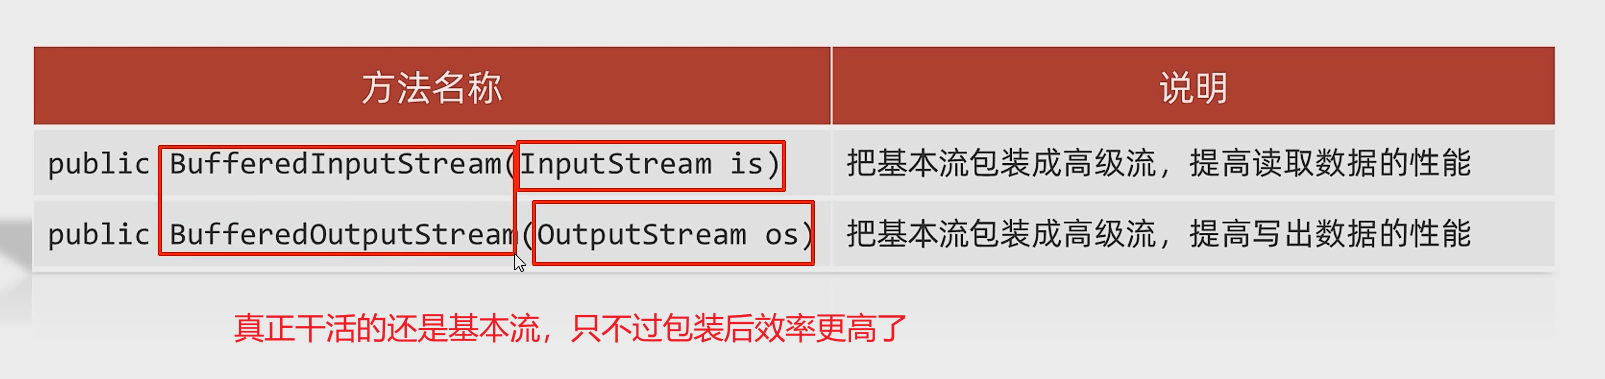 方法名称 说明
public BufferedInputStream(InputStream is) 把基本流包装成高级流，提高读取数据的性能
public BufferedOutputStream(OutputStream os) 把基本流包装成高级流，提高写出数据的性能
真正干活的还是基本流，只不过包装后效率更高了